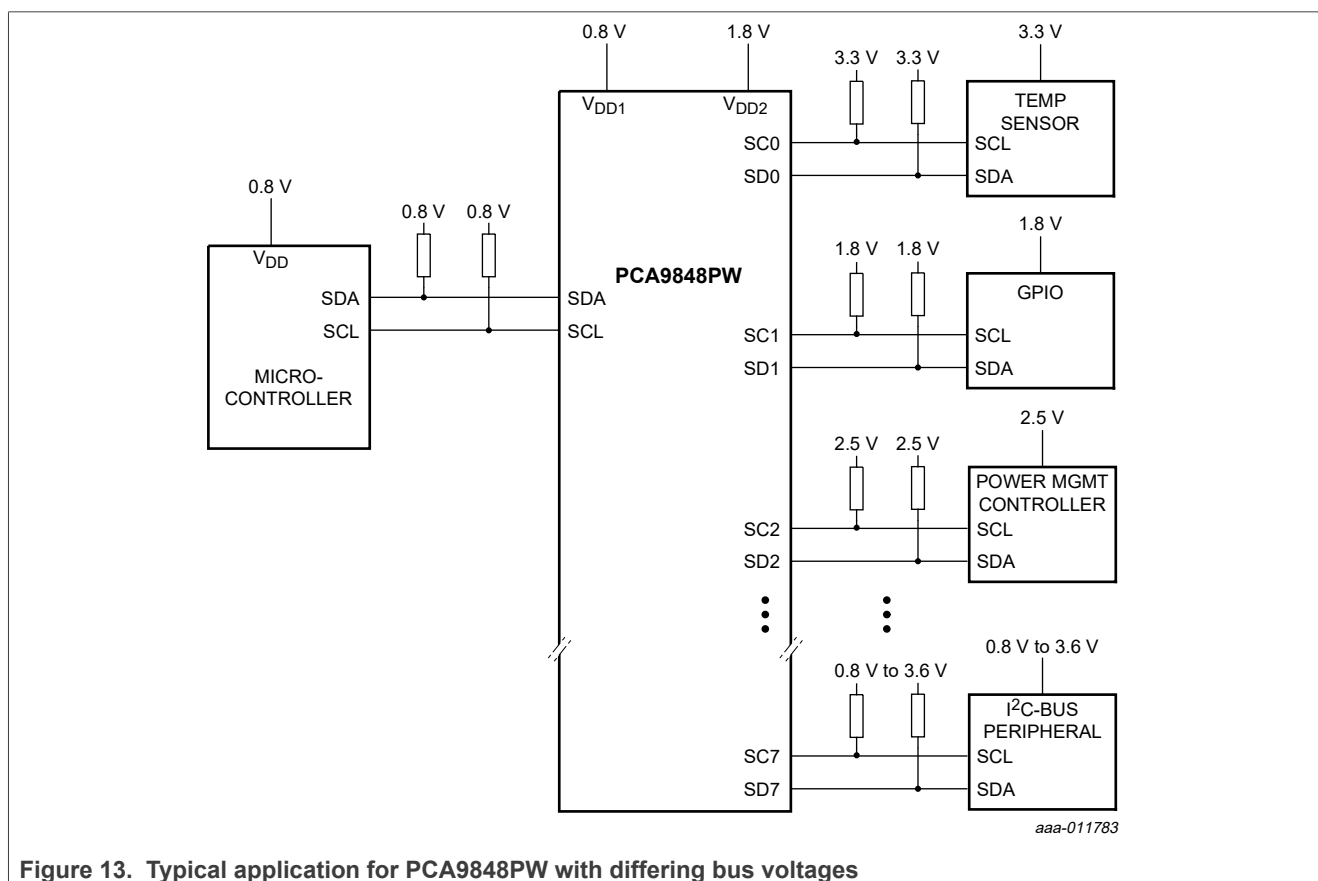 0.8 V
1.8 V
3.3 V
3.3 V
3.3 V
VDD1
VDD2
TEMP
SENSOR
SC0
SCL
SD0
SDA
0.8 V
0.8 V
0.8 V
1.8 V
1.8 V
1.8 V
VDD
PCA9848PW
GPIO
SDA
SDA
SCL
SCL
SC1
SCL
SD1
SDA
MICRO-
CONTROLLER
2.5 V
2.5 V
2.5 V
POWER MGMT
CONTROLLER
SC2
SCL
SD2
SDA
0.8 V to 3.6 V
0.8 V to 3.6 V
I2C-BUS
PERIPHERAL
SC7
SCL
SD7
SDA
aaa-011783
Figure 13. Typical application for PCA9848PW with differing bus voltages